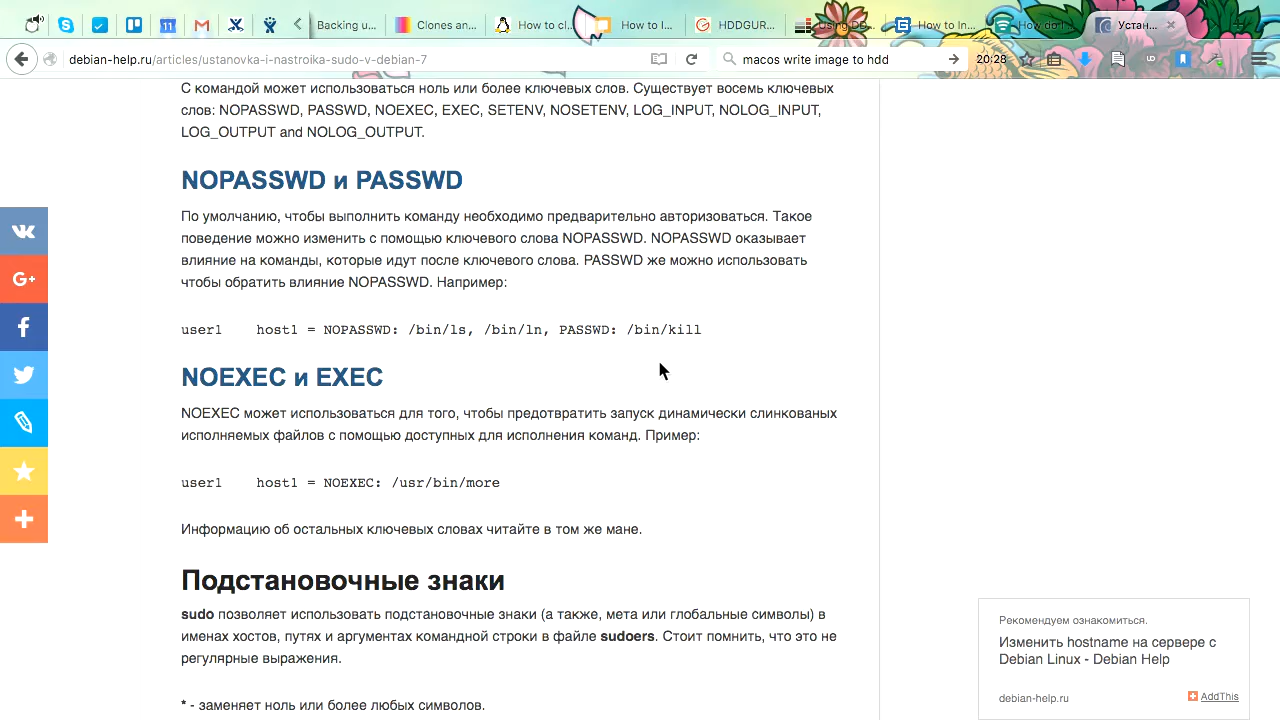 11
Backing u...
Clones an...
How to cl...
How to I...
HDDGUR...
Using DD...
How to In...
How do I
Устан...
debian-help.ru/articles/ustanovka-i-nastroika-sudo-v-debian-7
macos write image to hdd
20:28
С командой может использоваться ноль или более ключевых слов. Существует восемь ключевых
слов: NOPASSWD, PASSWD, NOEXEC, EXEC, SETENV, NOSETENV, LOG_INPUT, NOLOG_INPUT,
LOG_OUTPUT and NOLOG_OUTPUT.
NOPASSWD и PASSWD
По умолчанию, чтобы выполнить команду необходимо предварительно авторизоваться. Такое
поведение можно изменить с помощью ключевого слова NOPASSWD. NOPASSWD оказывает
влияние на команды, которые идут после ключевого слова. PASSWD же можно использовать
чтобы обратить влияние NOPASSWD. Например:
user1 host1 = NOPASSWD: /bin/ls, /bin/ln, PASSWD: /bin/kill
NOEXEC и EXEC
NOEXEC может использоваться для того, чтобы предотвратить запуск динамически слинкованых
исполняемых файлов с помощью доступных для исполнения команд. Пример:
user1 host1 = NOEXEC: /usr/bin/more
Информацию об остальных ключевых словах читайте в том же мане.
Подстановочные знаки
sudo позволяет использовать подстановочные знаки (а также, мета или глобальные символы) в
именах хостов, путях и аргументах командной строки в файле sudoers. Стоит помнить, что это не
регулярные выражения.
* - заменяет ноль или более любых символов.
Рекомендуем ознакомиться.
Изменить hostname на сервере с
Debian Linux - Debian Help
debian-help.ru
AddThis